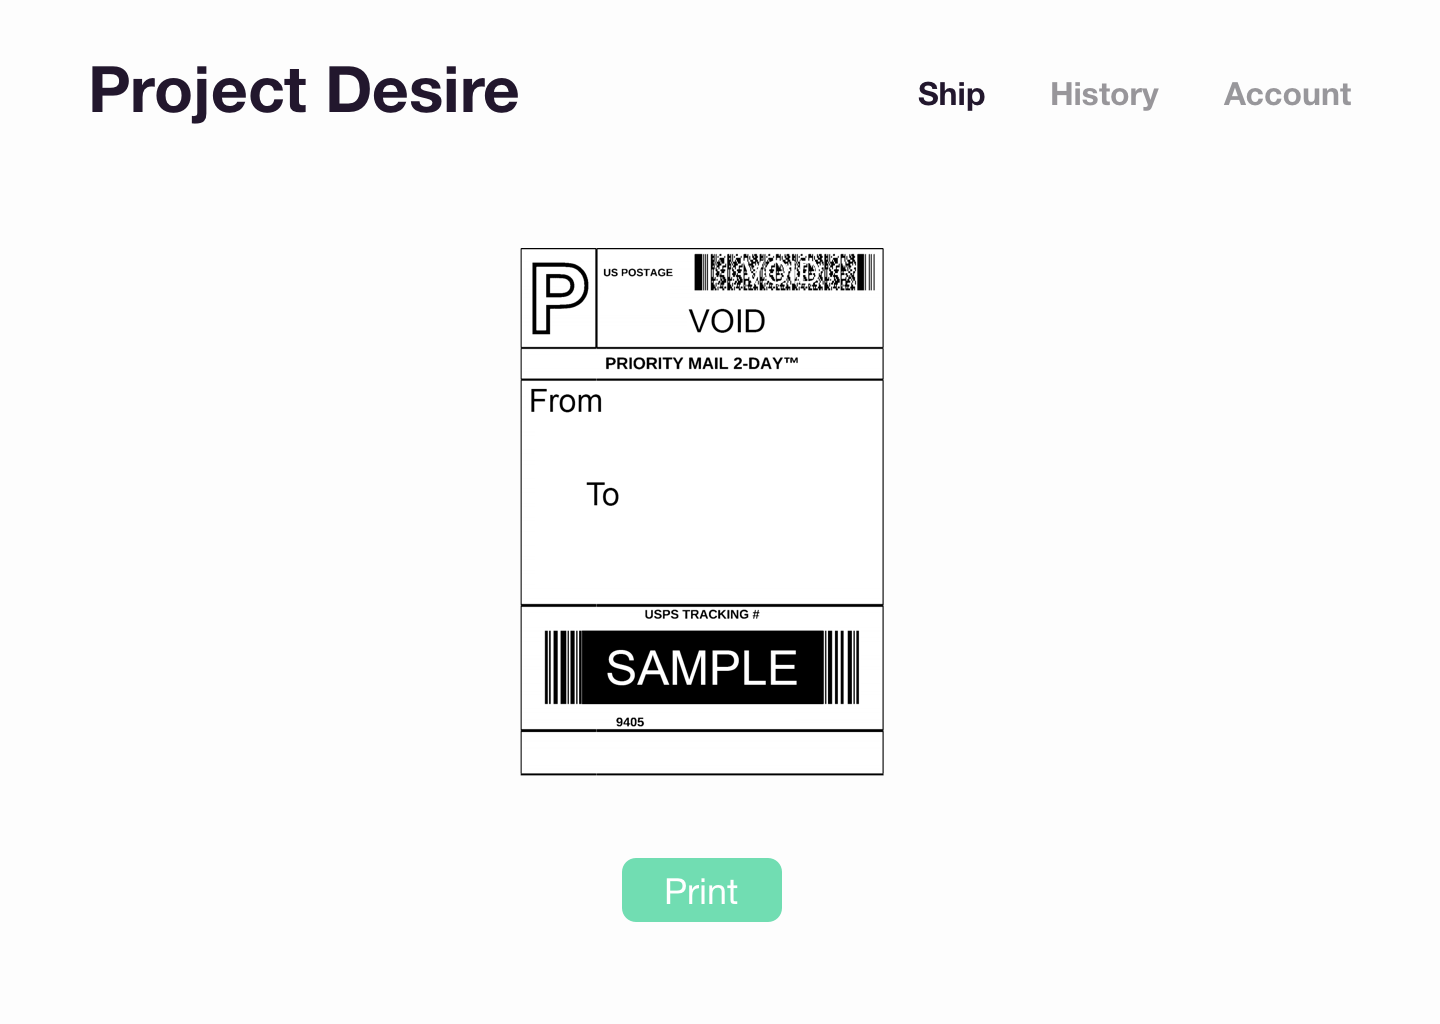 Project Desire
Ship
History
Account
P
US POSTAGE
VOID
VOID
PRIORITY MAIL 2-DAY™
From
To
USPS TRACKING #
SAMPLE
9405
Print